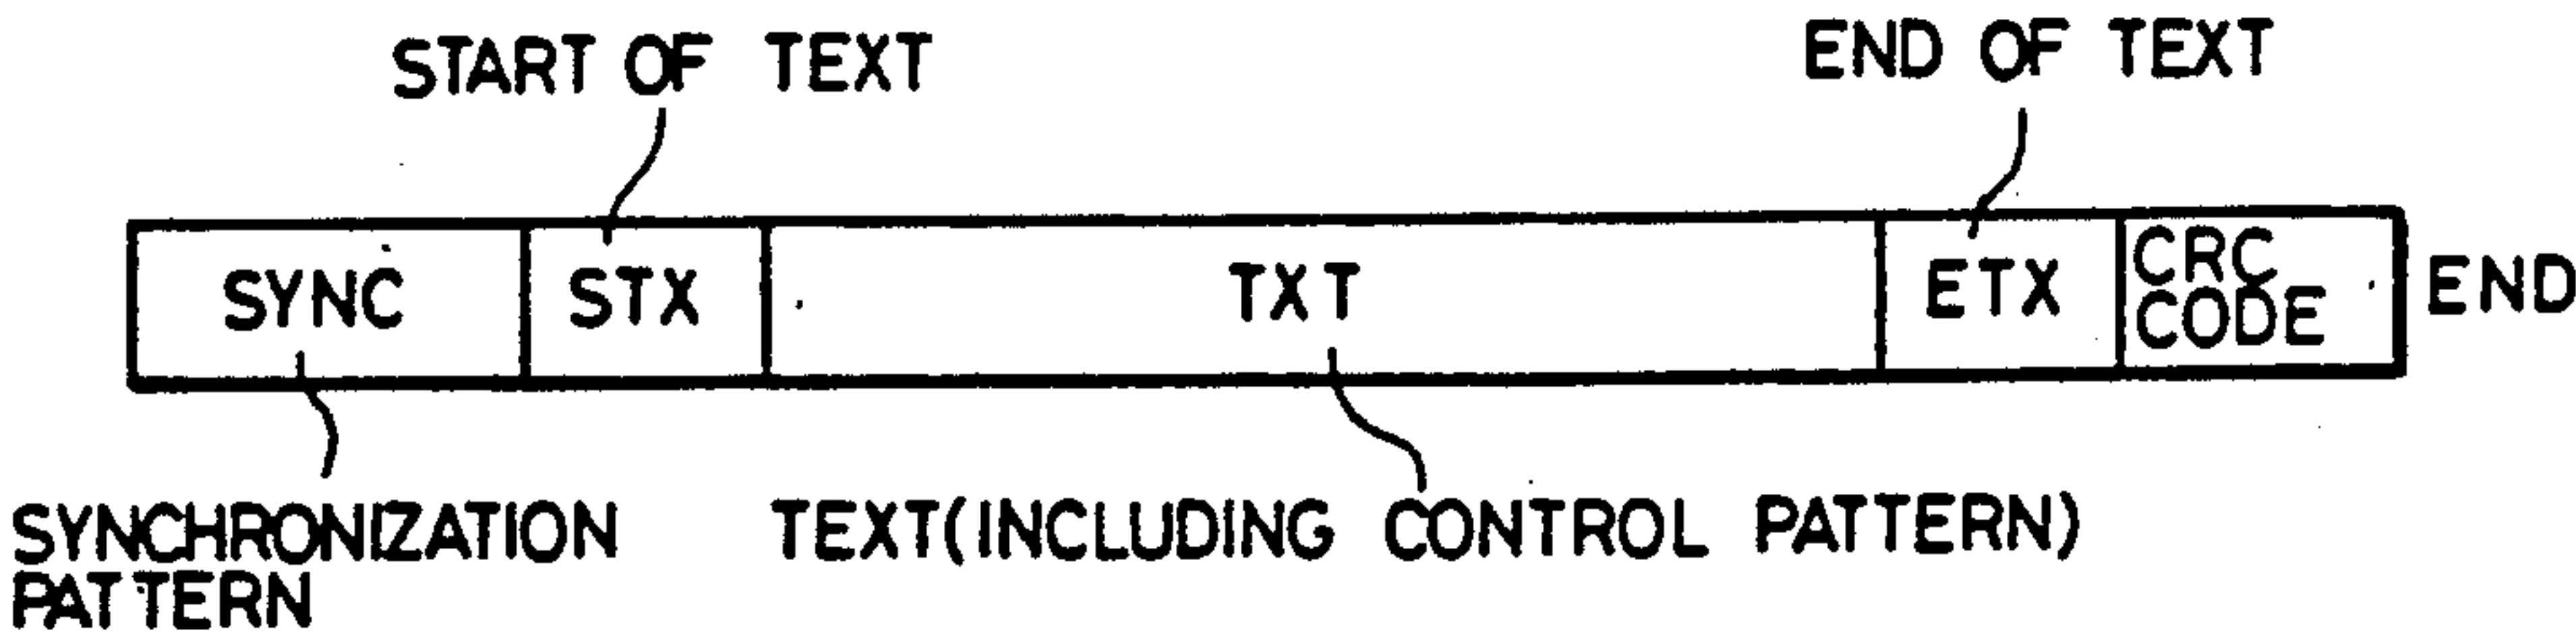 START OF TEXT
END OF TEXT
SYNC
STX
TXT
ETX
CRC
CODE
END
SYNCHRONIZATION
PATTERN
TEXT(INCLUDING CONTROL PATTERN)